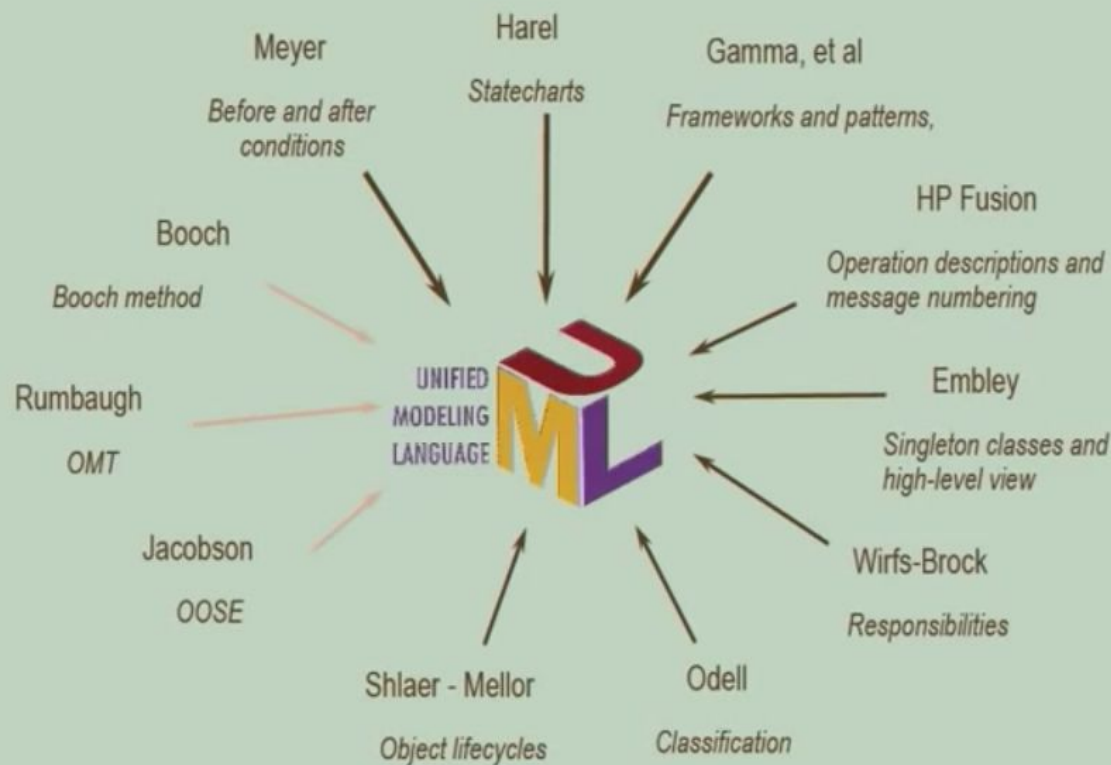 Harel
Statecharts
Meyer
Before and after
conditions
Gamma, et al
Frameworks and patterns,
HP Fusion
Operation descriptions and
message numbering
Booch
Booch method
Embley
Singleton classes and
high-level view
Rumbaugh
OMT
UNIFIED
MODELING
LANGUAGE
UML
Jacobson
OOSE
Wirfs-Brock
Responsibilities
Shlaer - Mellor
Object lifecycles
Odell
Classification